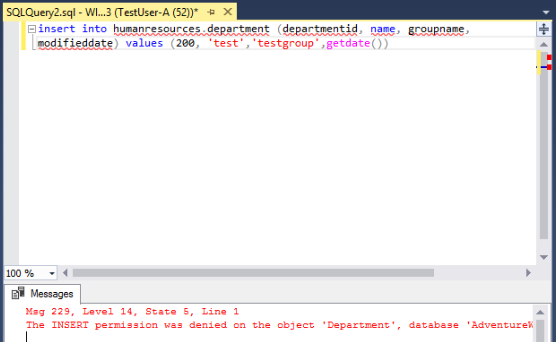 SQLQuery2.sql - WI...3 (TestUser-A (52))*
insert into humanresources.department (departmentid, name, groupname,
modifieddate) values (200, 'test','testgroup',getdate())
100 %
Messages
Msg 229, Level 14, State 5, Line 1
The INSERT permission was denied on the object 'Department', database 'AdventureW